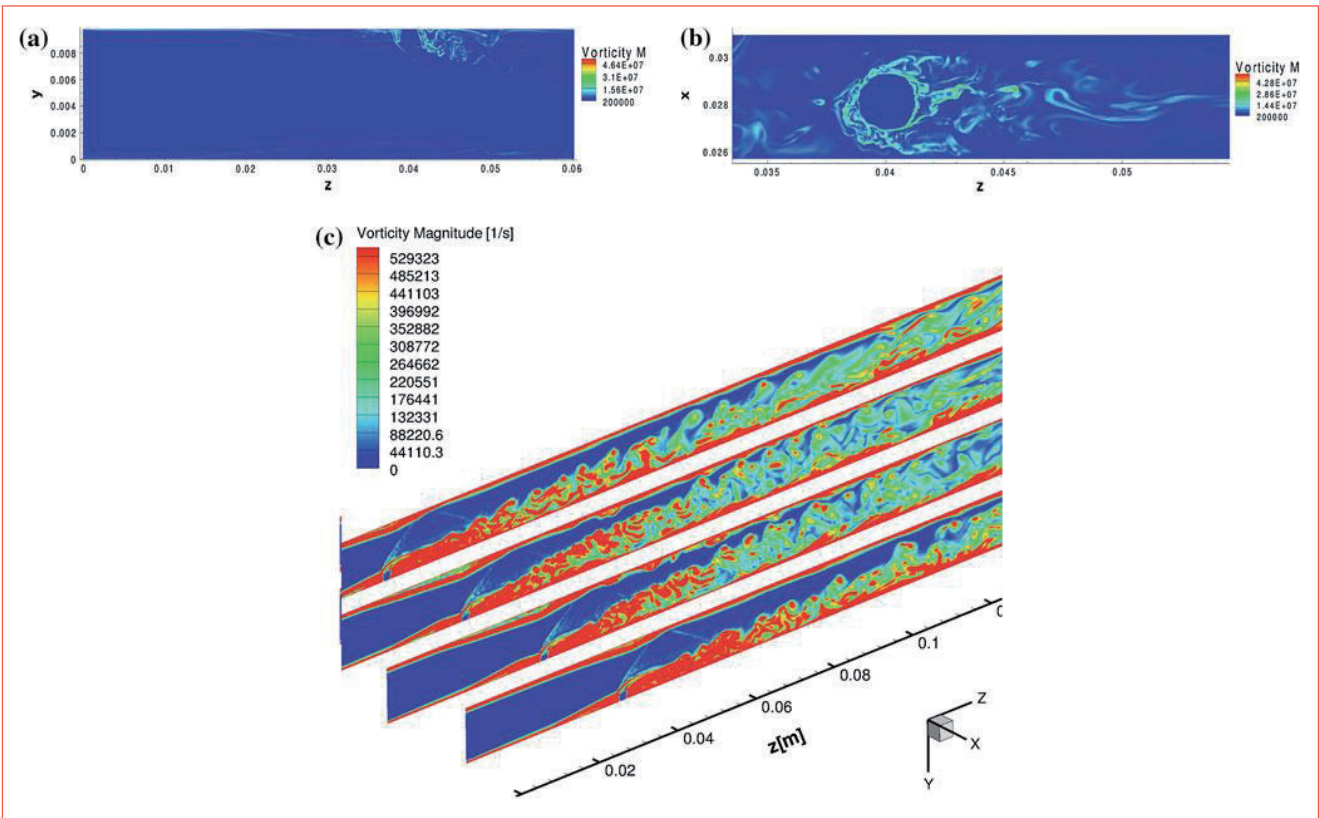 (a)
0.008
0.006
0.004
0.002
0
y
0
0.01
0.02
0.03
0.04
0.05
0.06
z
Vorticity M
4.64E+07
3.1E+07
1.56E+07
200000
(b)
0.03
0.028
0.026
x
0.035
0.04
0.045
0.05
z
Vorticity M
4.28E+07
2.86E+07
1.44E+07
200000
(c)
Vorticity Magnitude [1/s]
529323
485213
441103
396992
352882
308772
264662
220551
176441
132331
88220.6
44110.3
0
0.02
0.04
0.06
0.08
0.1
z[m]
Z
X
Y